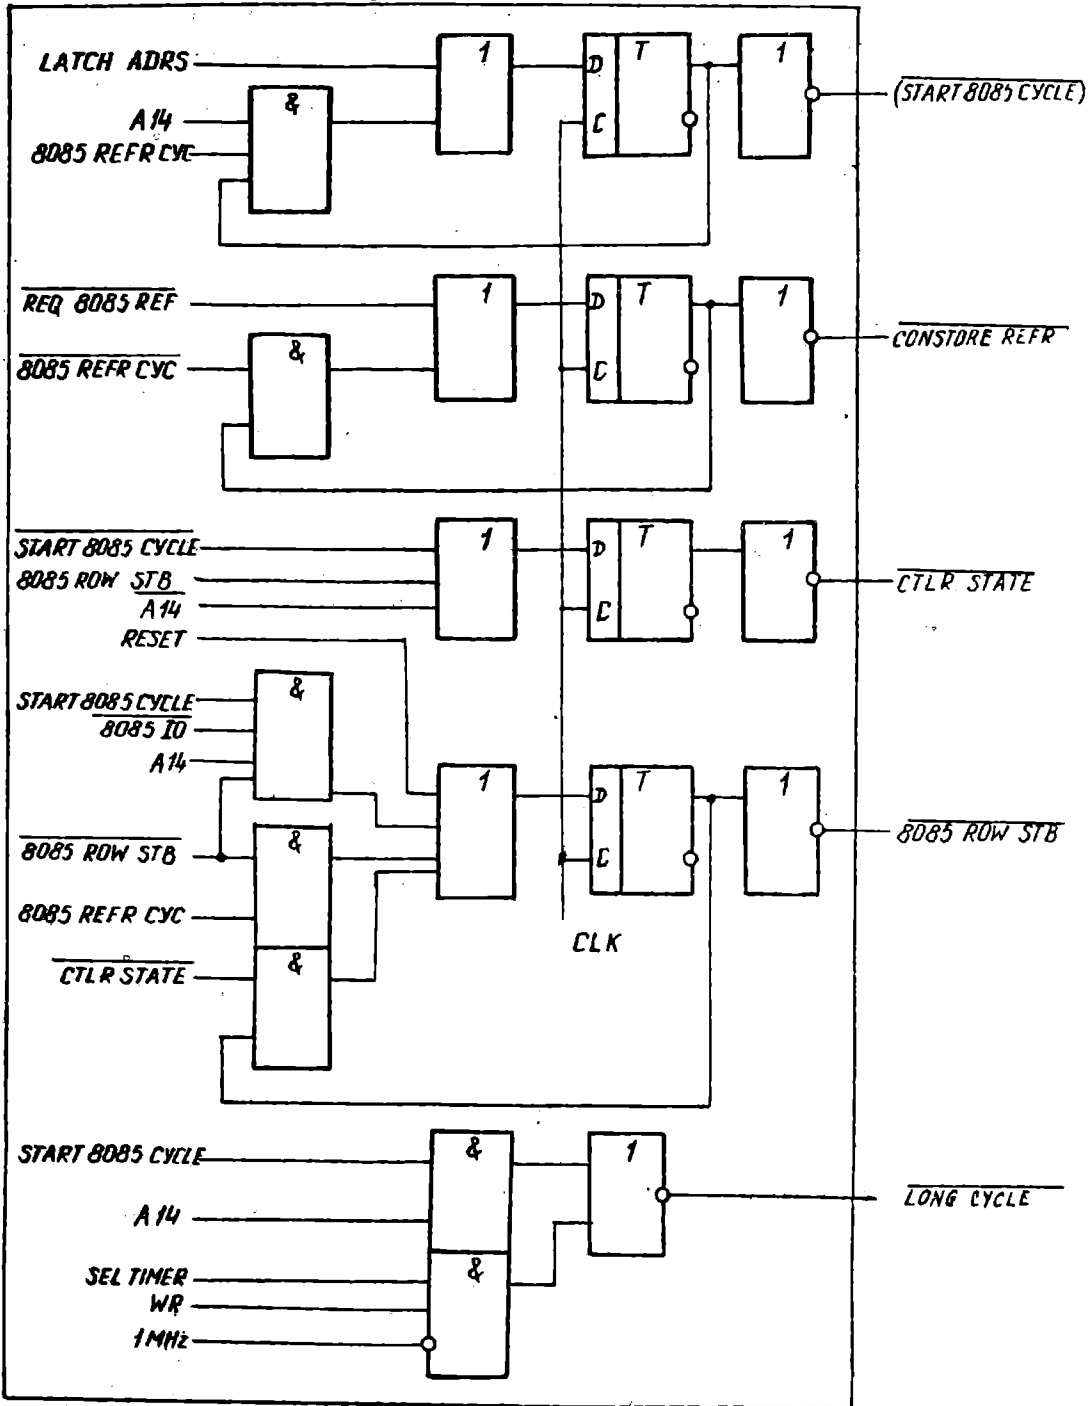 LATCH ADRS
1
D T
1
(START 8085 CYCLE)
&
A14
8085 REFR CYC
C
REQ 8085 REF
1
D T
1
CONSTORE REFR
&
8085 REFR CYC
C
START 8085 CYCLE
1
D T
1
8085 ROW STB
CTLR STATE
A14
C
RESET
&
START 8085 CYCLE
8085 IO
A14
1
D T
1
8085 ROW STB
&
8085 ROW STB
C
8085 REFR CYC
CLK
&
CTLR STATE
START 8085 CYCLE
&
1
LONG CYCLE
A14
&
SEL TIMER
WR
1MHz